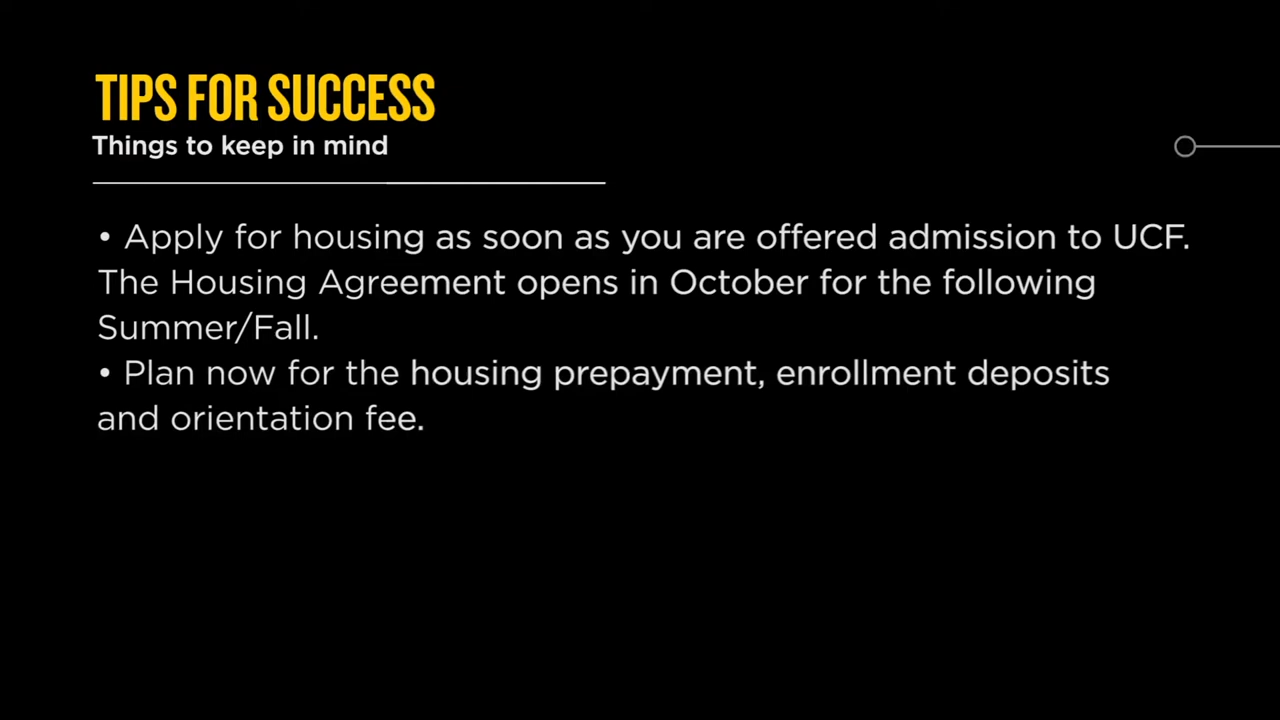 TIPS FOR SUCCESS
Things to keep in mind
• Apply for housing as soon as you are offered admission to UCF.
The Housing Agreement opens in October for the following
Summer/Fall.
• Plan now for the housing prepayment, enrollment deposits
and orientation fee.